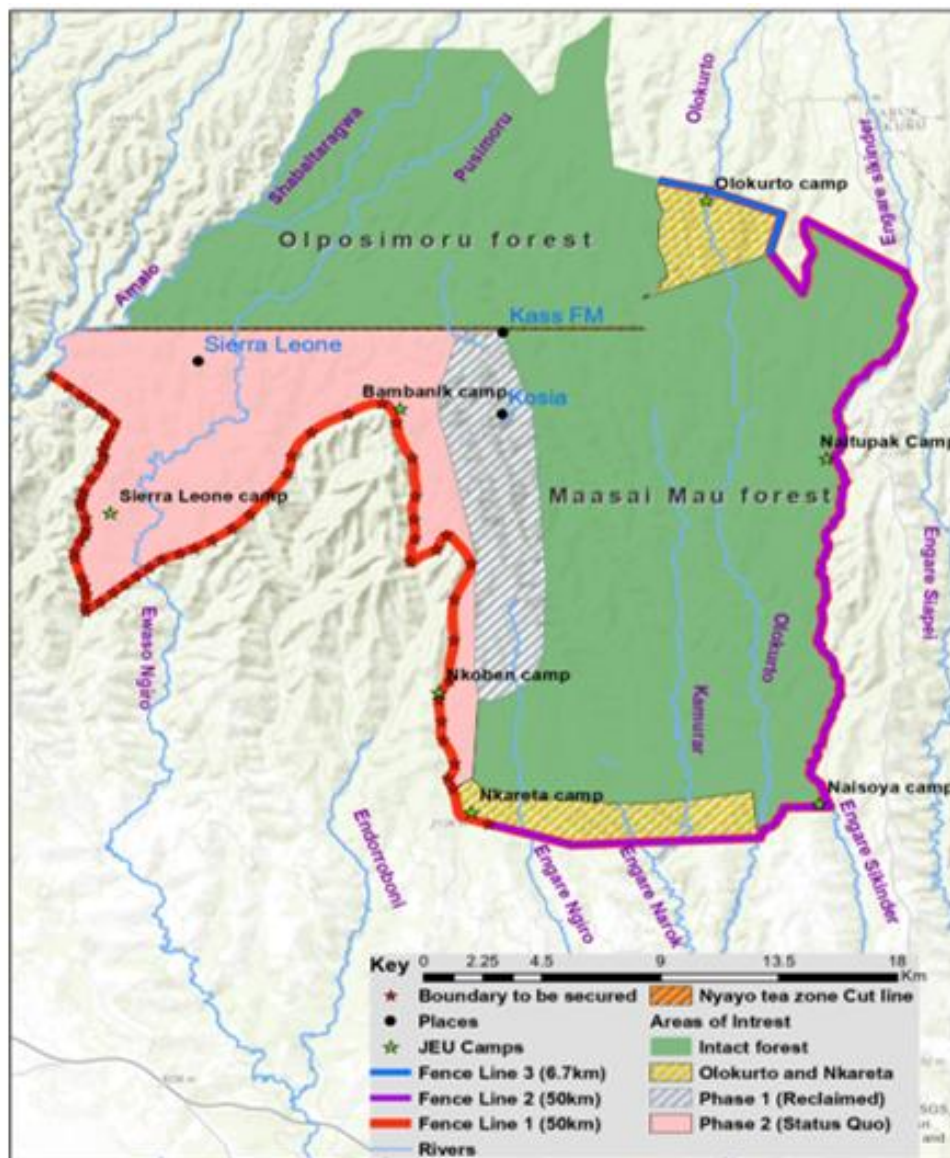 Olokurto
Engare sikinder
Shabaltaragwa
Pusimoru
Olokurto camp
Olposimoru forest
Amalo
Kass FM
Sierra Leone
Bambanik camp
Kosia
Naitupak Camp
Sierra Leone camp
Maasai Mau forest
Engare Siapei
Ewaso Ngiro
Olokurto
Nkoben camp
Kamurar
Nkareta camp
Naisoya camp
Endorroboni
Engare Ngiro
Engare Narok
Engare Sikinder
Key
0 2.25 4.5 9 13.5 18
Km
Boundary to be secured
Places
JEU Camps
Fence Line 3 (6.7km)
Fence Line 2 (50km)
Fence Line 1 (50km)
Rivers
Nyayo tea zone Cut line
Areas of Intrest
Intact forest
Olokurto and Nkareta
Phase 1 (Reclaimed)
Phase 2 (Status Quo)